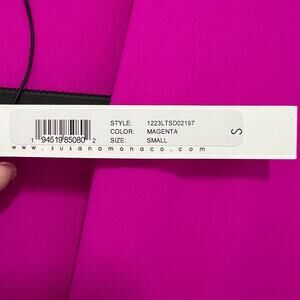 STYLE: 1223LTSD02197
COLOR: MAGENTA
SIZE: SMALL
S
1 94519 85080 2
www.susanamonaco.com